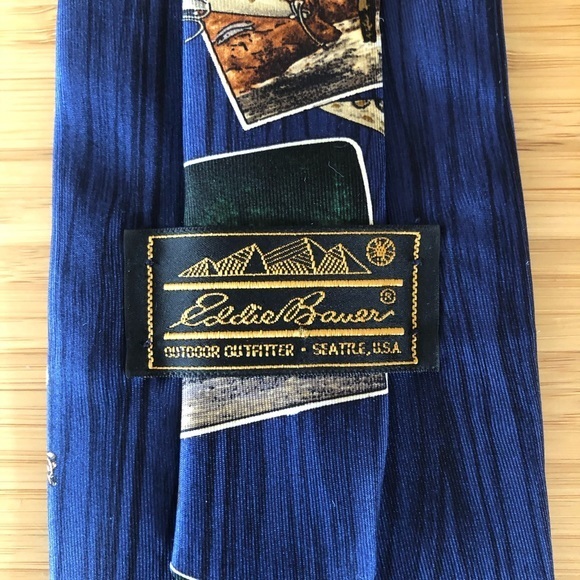 Eddie Bauer®
OUTDOOR OUTFITTER • SEATTLE, U.S.A.